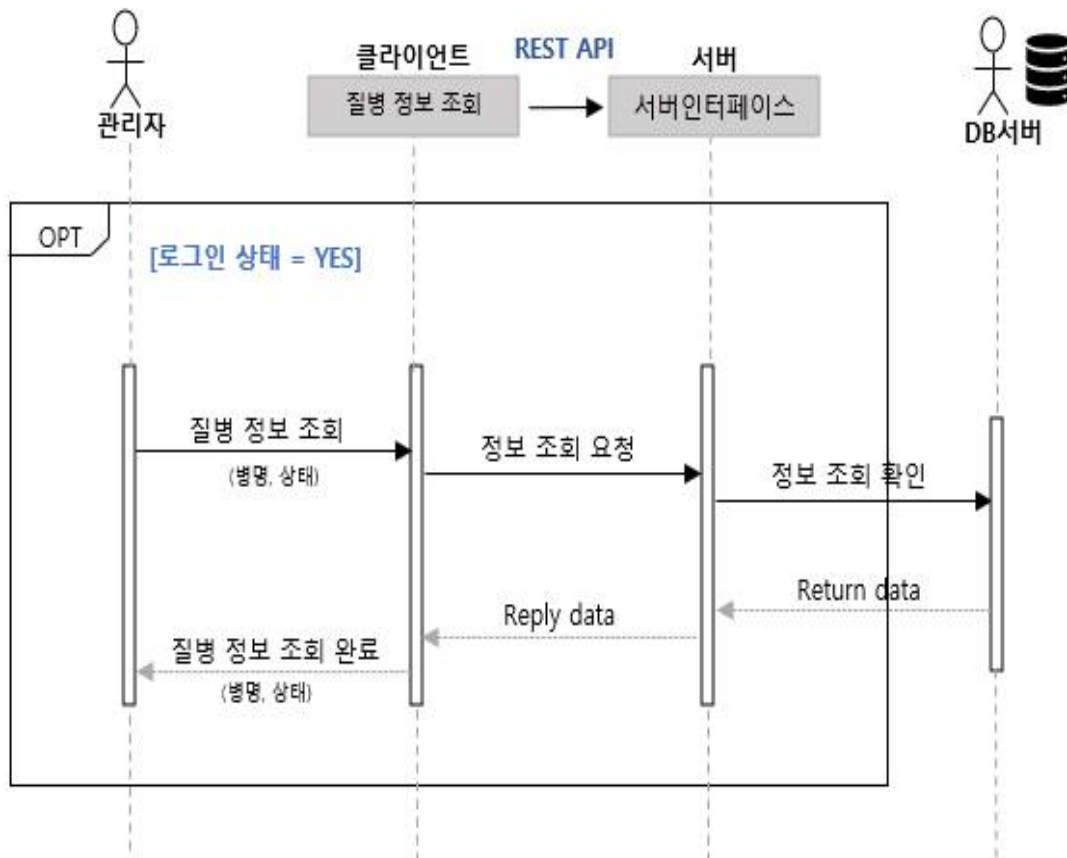 클라이언트
REST API
서버
질병 정보 조회
서버인터페이스
관리자
DB서버
OPT
[로그인 상태 = YES]
질병 정보 조회
(병명, 상태)
정보 조회 요청
정보 조회 확인
Return data
Reply data
질병 정보 조회 완료
(병명, 상태)